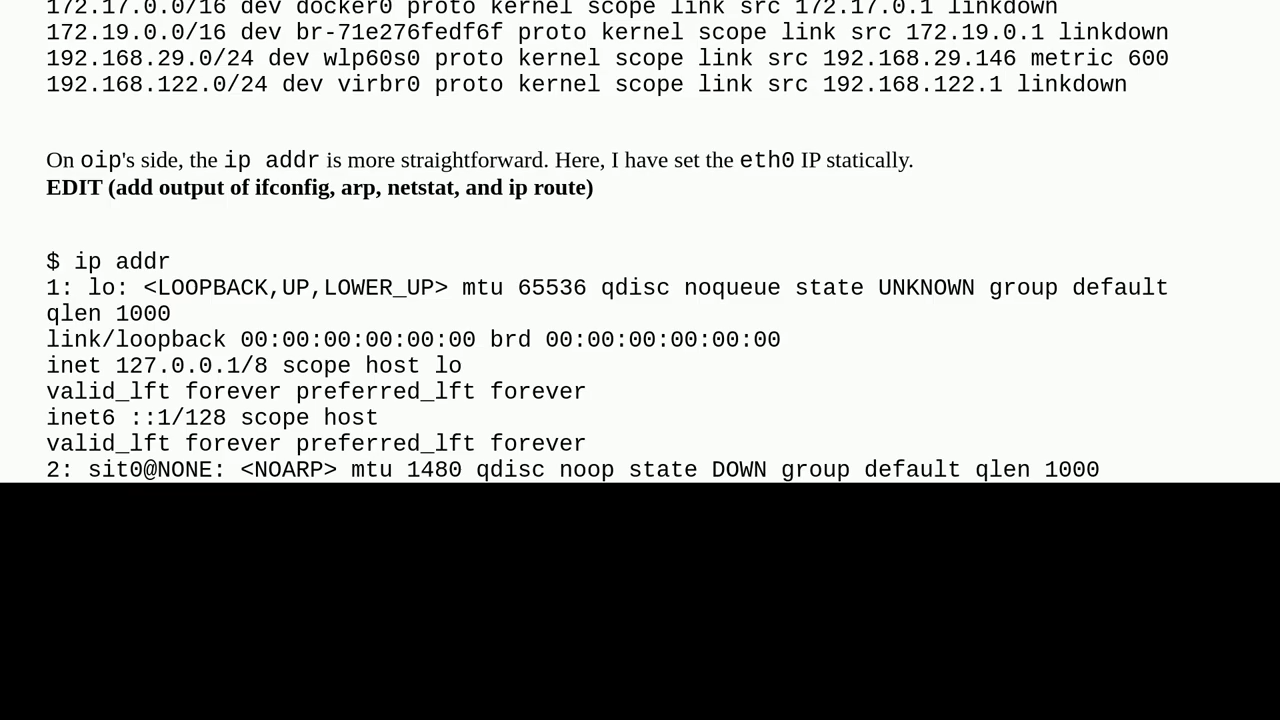 172.17.0.0/16 dev docker0 proto kernel scope link src 172.17.0.1 linkdown
172.19.0.0/16 dev br-71e276fedf6f proto kernel scope link src 172.19.0.1 linkdown
192.168.29.0/24 dev wlp60s0 proto kernel scope link src 192.168.29.146 metric 600
192.168.122.0/24 dev virbr0 proto kernel scope link src 192.168.122.1 linkdown
On oip's side, the ip addr is more straightforward. Here, I have set the eth0 IP statically.
EDIT (add output of ifconfig, arp, netstat, and ip route)
$ ip addr
1: lo: <LOOPBACK,UP,LOWER_UP> mtu 65536 qdisc noqueue state UNKNOWN group default
qlen 1000
link/loopback 00:00:00:00:00:00 brd 00:00:00:00:00:00
inet 127.0.0.1/8 scope host lo
valid_lft forever preferred_lft forever
inet6 ::1/128 scope host
valid_lft forever preferred_lft forever
2: sit0@NONE: <NOARP> mtu 1480 qdisc noop state DOWN group default qlen 1000